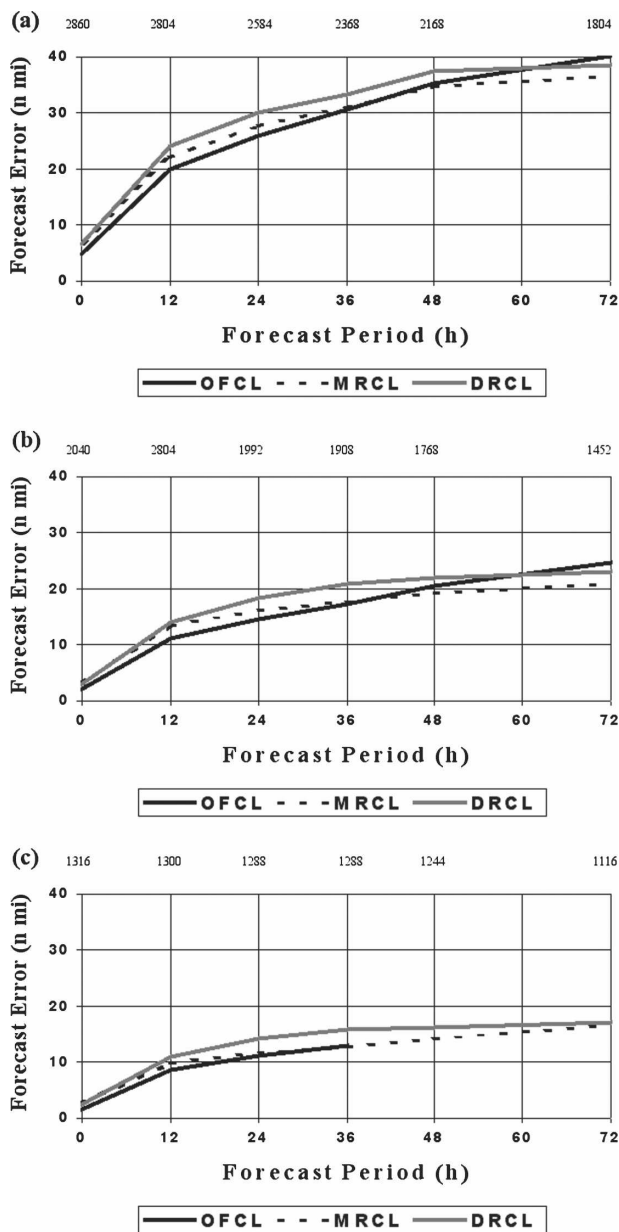 (a)
2860 2804 2584 2368 2168 1804
40
30
20
10
0
Forecast Error (n mi)
0 12 24 36 48 60 72
Forecast Period (h)
OFCL MRCL DRCL
(b)
2040 2804 1992 1908 1768 1452
40
30
20
10
0
Forecast Error (n mi)
0 12 24 36 48 60 72
Forecast Period (h)
OFCL MRCL DRCL
(c)
1316 1300 1288 1288 1244 1116
40
30
20
10
0
Forecast Error (n mi)
0 12 24 36 48 60 72
Forecast Period (h)
OFCL MRCL DRCL